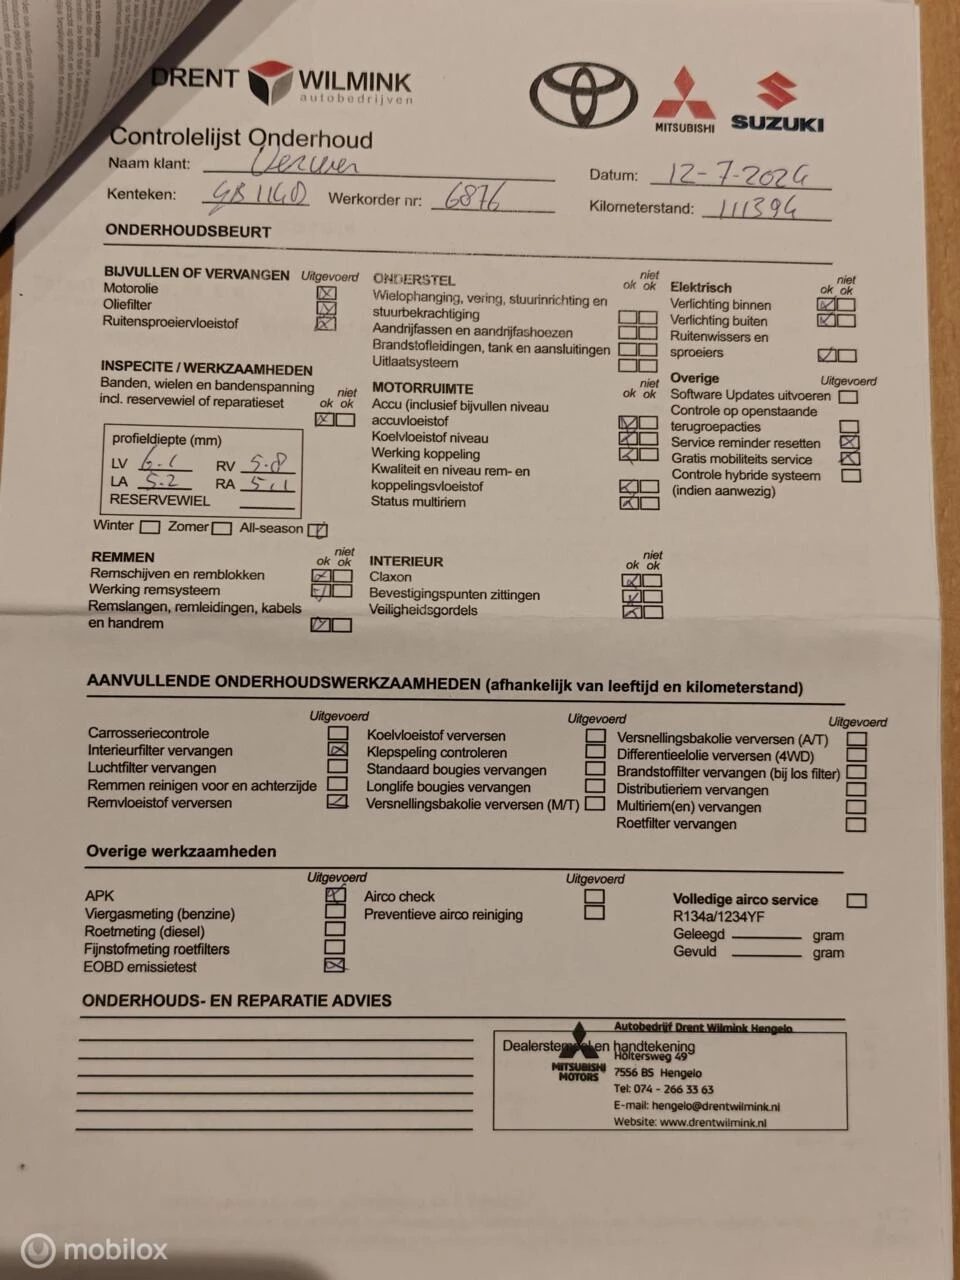 DRENT WILMINK
autobedrijven
MITSUBISHI
SUZUKI
Controlelijst Onderhoud
Naam klant:
Datum: 12-7-2024
Kenteken: Werkorder nr: 6876
Kilometerstand: 111394
ONDERHOUDSBEURT
BIJVULLEN OF VERVANGEN Uitgevoerd
Motorolie
Oliefilter
Ruitensproeiervloeistof
INSPECITE / WERKZAAMHEDEN
Banden, wielen en bandenspanning niet
incl. reservewiel of reparatieset ok ok
profieldiepte (mm)
LV 6.1 RV 5.8
LA 5.2 RA 5.1
RESERVEWIEL
Winter Zomer All-season
REMMEN niet
ok ok
Remschijven en remblokken
Werking remsysteem
Remslangen, remleidingen, kabels
en handrem
ONDERSTEL niet
ok ok
Wielophanging, vering, stuurinrichting en
stuurbekrachtiging
Aandrijfassen en aandrijfashoezen
Brandstofleidingen, tank en aansluitingen
Uitlaatsysteem
MOTORRUIMTE niet
ok ok
Accu (inclusief bijvullen niveau
accuvloeistof
Koelvloeistof niveau
Werking koppeling
Kwaliteit en niveau rem- en
koppelingsvloeistof
Status multiriem
INTERIEUR niet
ok ok
Claxon
Bevestigingspunten zittingen
Veiligheidsgordels
Elektrisch niet
ok ok
Verlichting binnen
Verlichting buiten
Ruitenwissers en
sproeiers
Overige Uitgevoerd
Software Updates uitvoeren
Controle op openstaande
terugroepacties
Service reminder resetten
Gratis mobiliteits service
Controle hybride systeem
(indien aanwezig)
AANVULLENDE ONDERHOUDSWERKZAAMHEDEN (afhankelijk van leeftijd en kilometerstand)
Uitgevoerd
Carrosseriecontrole
Interieurfilter vervangen
Luchtfilter vervangen
Remmen reinigen voor en achterzijde
Remvloeistof verversen
Uitgevoerd
Koelvloeistof verversen
Klepspeling controleren
Standaard bougies vervangen
Longlife bougies vervangen
Versnellingsbakolie verversen (M/T)
Uitgevoerd
Versnellingsbakolie verversen (A/T)
Differentieelolie verversen (4WD)
Brandstoffilter vervangen (bij los filter)
Distributieriem vervangen
Multiriem(en) vervangen
Roetfilter vervangen
Overige werkzaamheden
Uitgevoerd
APK
Viergasmeting (benzine)
Roetmeting (diesel)
Fijnstofmeting roetfilters
EOBD emissietest
Uitgevoerd
Airco check
Preventieve airco reiniging
Volledige airco service
R134a/1234YF
Geleegd gram
Gevuld gram
ONDERHOUDS- EN REPARATIE ADVIES
Dealerstempel en handtekening
MITSUBISHI
MOTORS
Autobedrijf Drent Wilmink Hengelo
Holtersweg 49
7556 BS Hengelo
Tel: 074 - 266 33 63
E-mail: hengelo@drentwilmink.nl
Website: www.drentwilmink.nl
mobilox